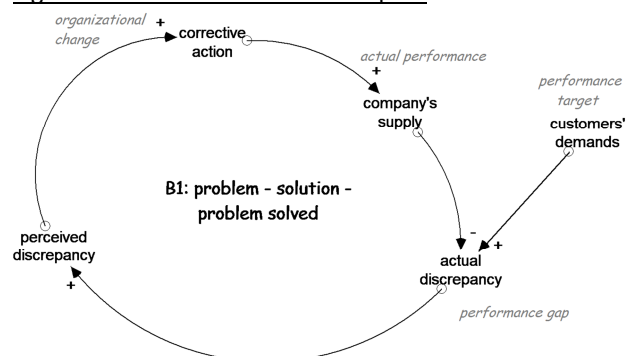 organizational
change
+
corrective
action
actual performance
+
company's
supply
performance
target
customers'
demands
B1: problem - solution -
problem solved
-
+
actual
discrepancy
performance gap
perceived
discrepancy
+